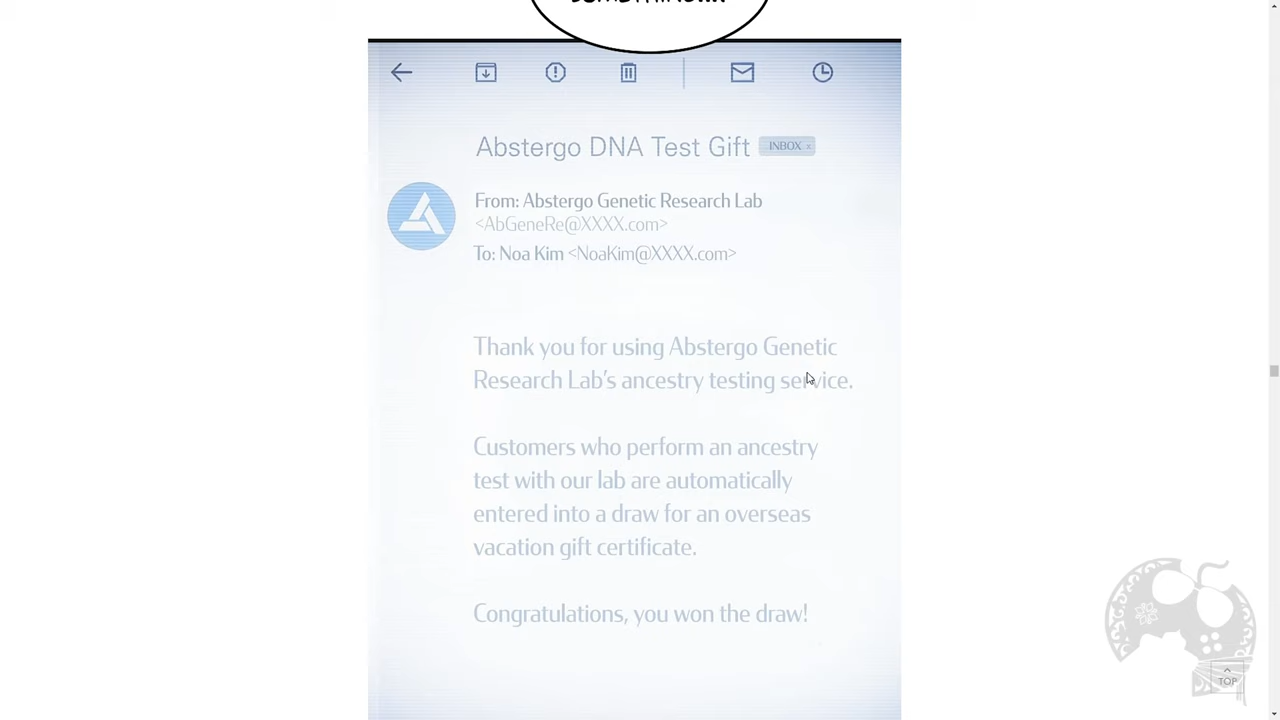 Abstergo DNA Test Gift INBOX x
From: Abstergo Genetic Research Lab
<AbGeneRe@XXXX.com>
To: Noa Kim <NoaKim@XXXX.com>
Thank you for using Abstergo Genetic
Research Lab's ancestry testing service.
Customers who perform an ancestry
test with our lab are automatically
entered into a draw for an overseas
vacation gift certificate.
Congratulations, you won the draw!
TOP